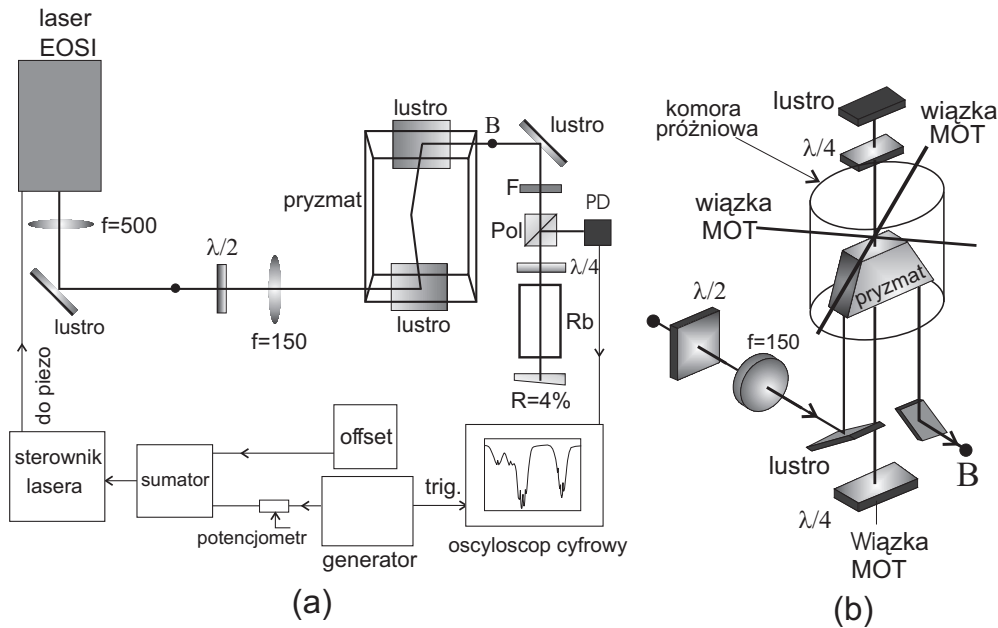 laser
EOSI
f=500
lustro
λ/2
f=150
pryzmat
lustro
lustro
B
lustro
F
Pol
PD
λ/4
Rb
R=4%
do piezo
sterownik
lasera
sumator
offset
potencjometr
generator
trig.
oscyloscop cyfrowy
(a)
komora
próżniowa
lustro
λ/4
wiązka
MOT
wiązka
MOT
pryzmat
λ/2
f=150
lustro
B
λ/4
Wiązka
MOT
(b)